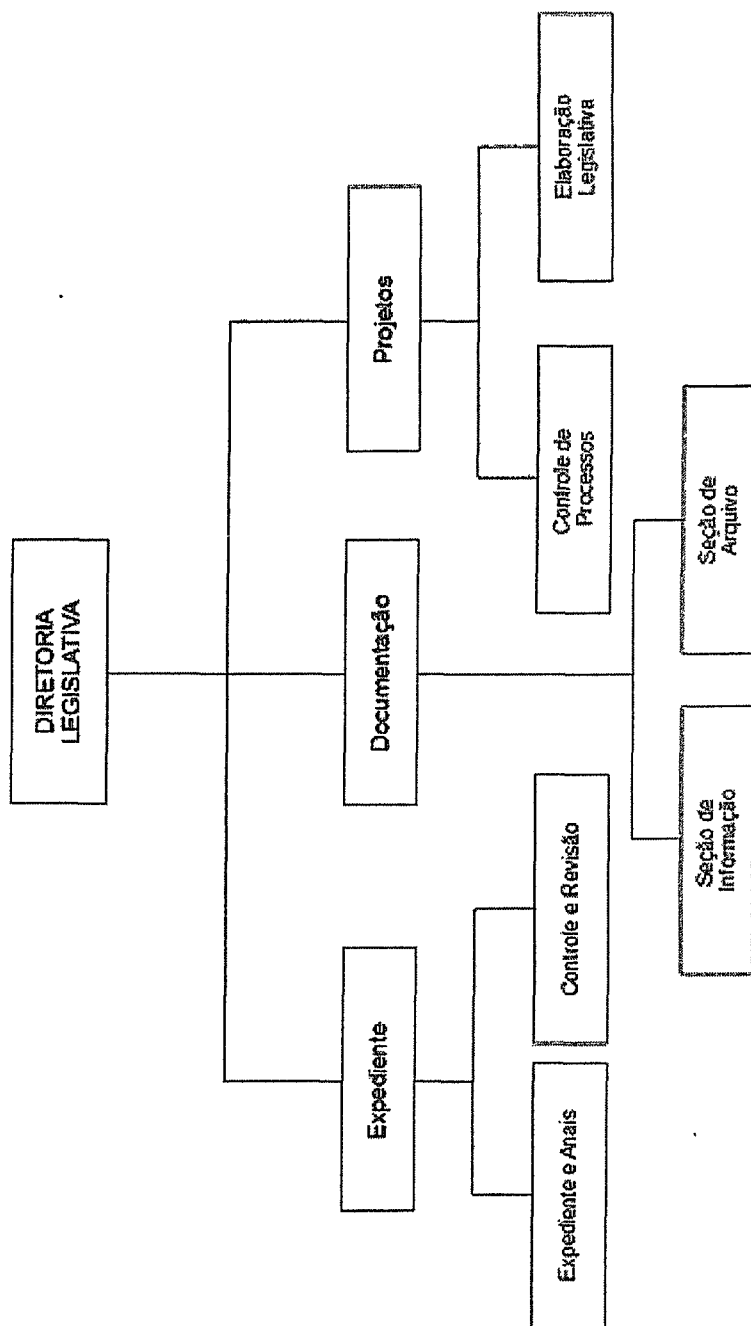 DIRETORIA
LEGISLATIVA
Expediente
Documentação
Projetos
Expediente e Anais
Controle e Revisão
Controle de
Processos
Elaboração
Legislativa
Seção de
Informação
Seção de
Arquivo